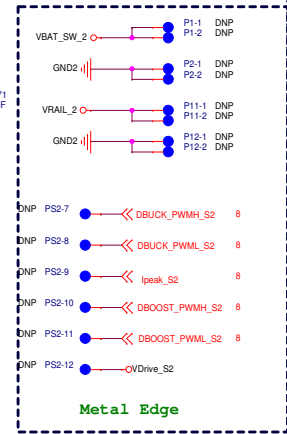 P1-1 DNP
VBAT_SW_2 P1-2 DNP
P2-1 DNP
GND2 P2-2 DNP
71
F
P11-1 DNP
VRAIL_2 P11-2 DNP
P12-1 DNP
GND2 P12-2 DNP
DNP PS2-7 DBUCK_PWMH_S2 8
DNP PS2-8 DBUCK_PWML_S2 8
DNP PS2-9 Ipeak_S2 8
DNP PS2-10 DBOOST_PWMH_S2 8
DNP PS2-11 DBOOST_PWML_S2 8
DNP PS2-12 VDrive_S2
Metal Edge